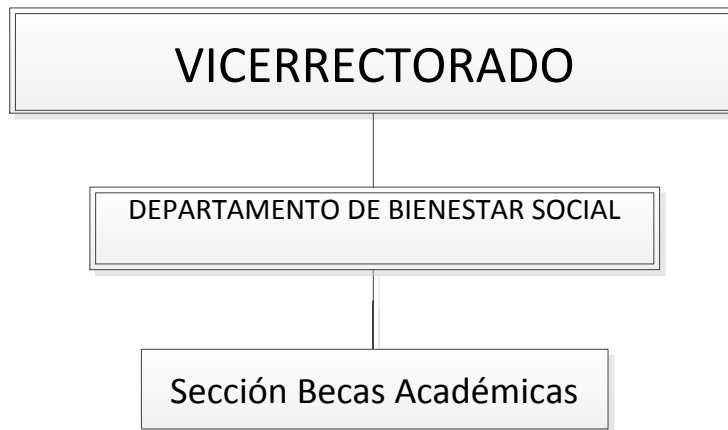 VICERRECTORADO
DEPARTAMENTO DE BIENESTAR SOCIAL
Sección Becas Académicas